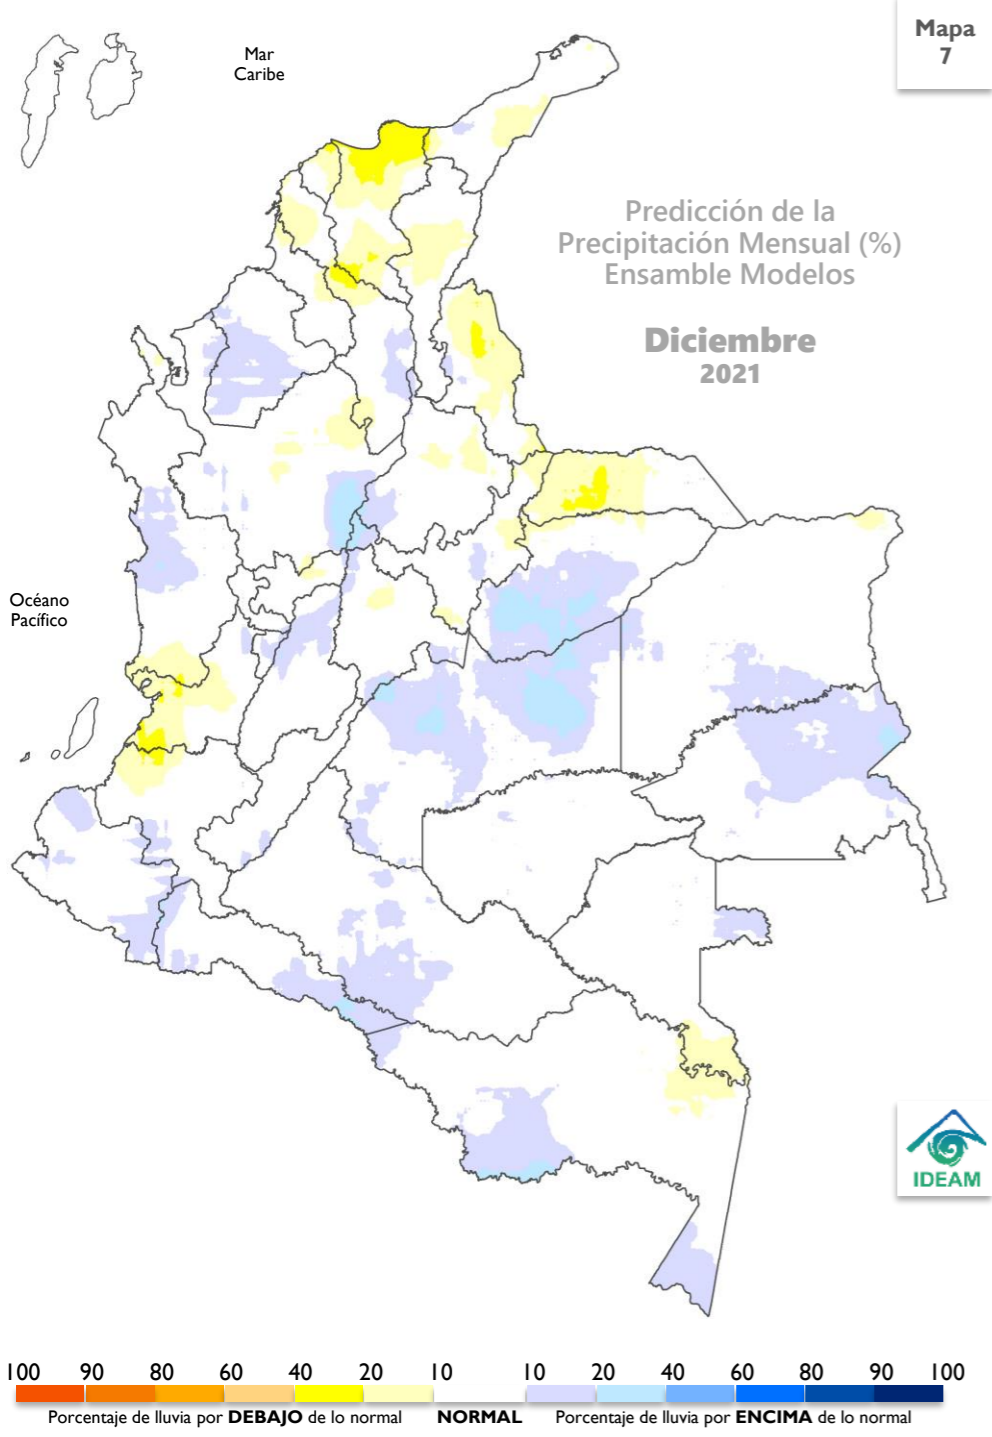 Mapa
7
Mar
Caribe
Predicción de la
Precipitación Mensual (%)
Ensamble Modelos
Diciembre
2021
Océano
Pacífico
IDEAM
100 90 80 60 40 20 10 10 20 40 60 80 90 100
Porcentaje de lluvia por DEBAJO de lo normal NORMAL Porcentaje de lluvia por ENCIMA de lo normal